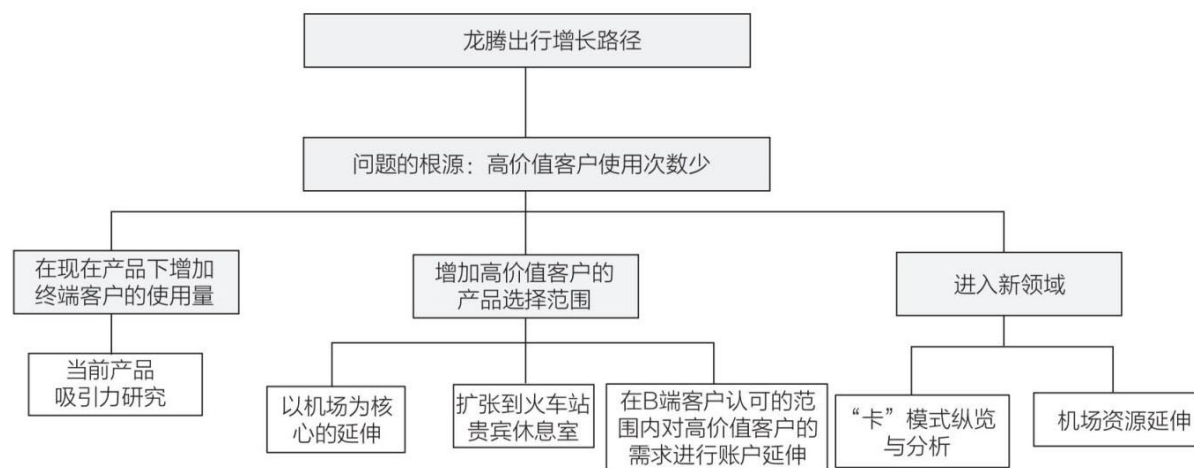 龙腾出行增长路径
问题的根源：高价值客户使用次数少
在现在产品下增加
终端客户的使用量
增加高价值客户的
产品选择范围
进入新领域
当前产品
吸引力研究
以机场为核
心的延伸
扩张到火车站
贵宾休息室
在B端客户认可的范
围内对高价值客户的
需求进行账户延伸
“卡”模式纵览
与分析
机场资源延伸